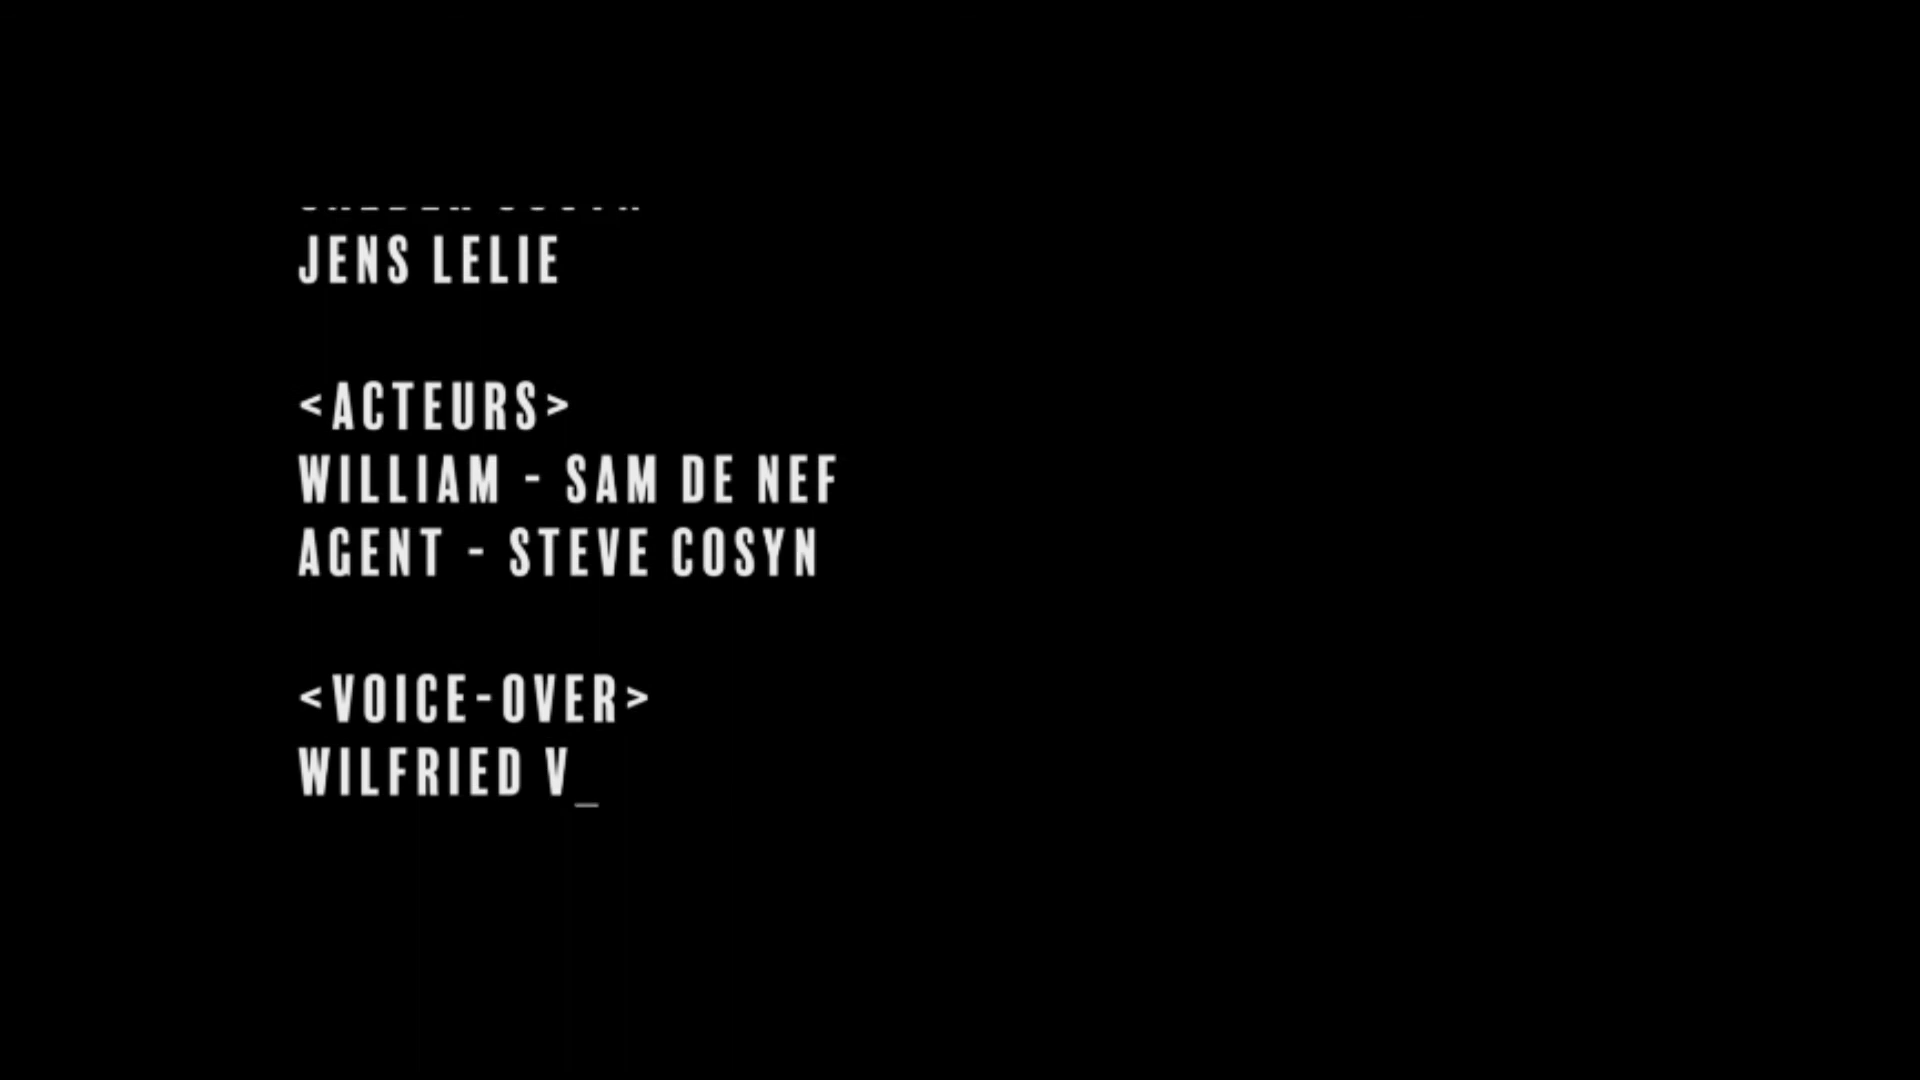 JENS LELIE
<ACTEURS>
WILLIAM - SAM DE NEF
AGENT - STEVE COSYN
<VOICE-OVER>
WILFRIED V_